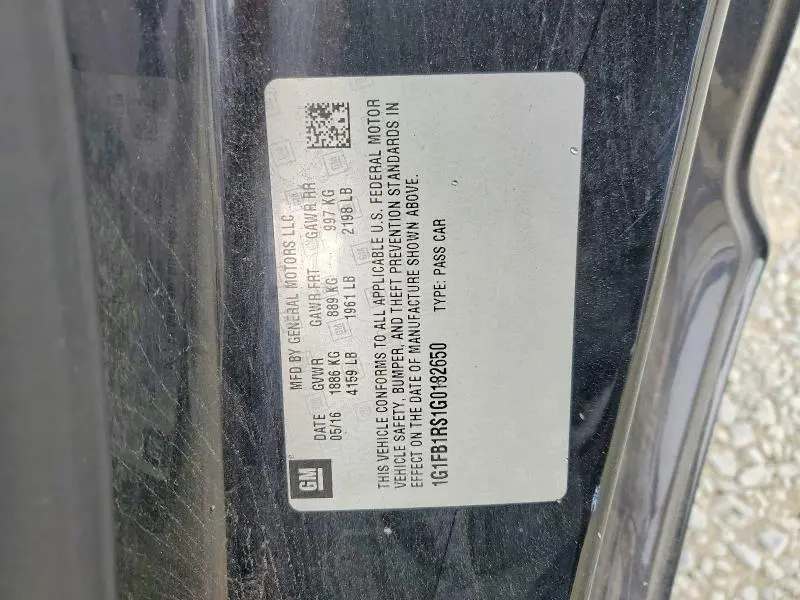 MFD BY GENERAL MOTORS LLC
DATE GVWR GAWR FRT GAWR RR
05/16 1886 KG 889 KG 997 KG
4159 LB 1961 LB 2198 LB
THIS VEHICLE CONFORMS TO ALL APPLICABLE U.S. FEDERAL MOTOR
VEHICLE SAFETY, BUMPER, AND THEFT PREVENTION STANDARDS IN
EFFECT ON THE DATE OF MANUFACTURE SHOWN ABOVE.
1G1FB1RS1G0182650 TYPE: PASS CAR
GM